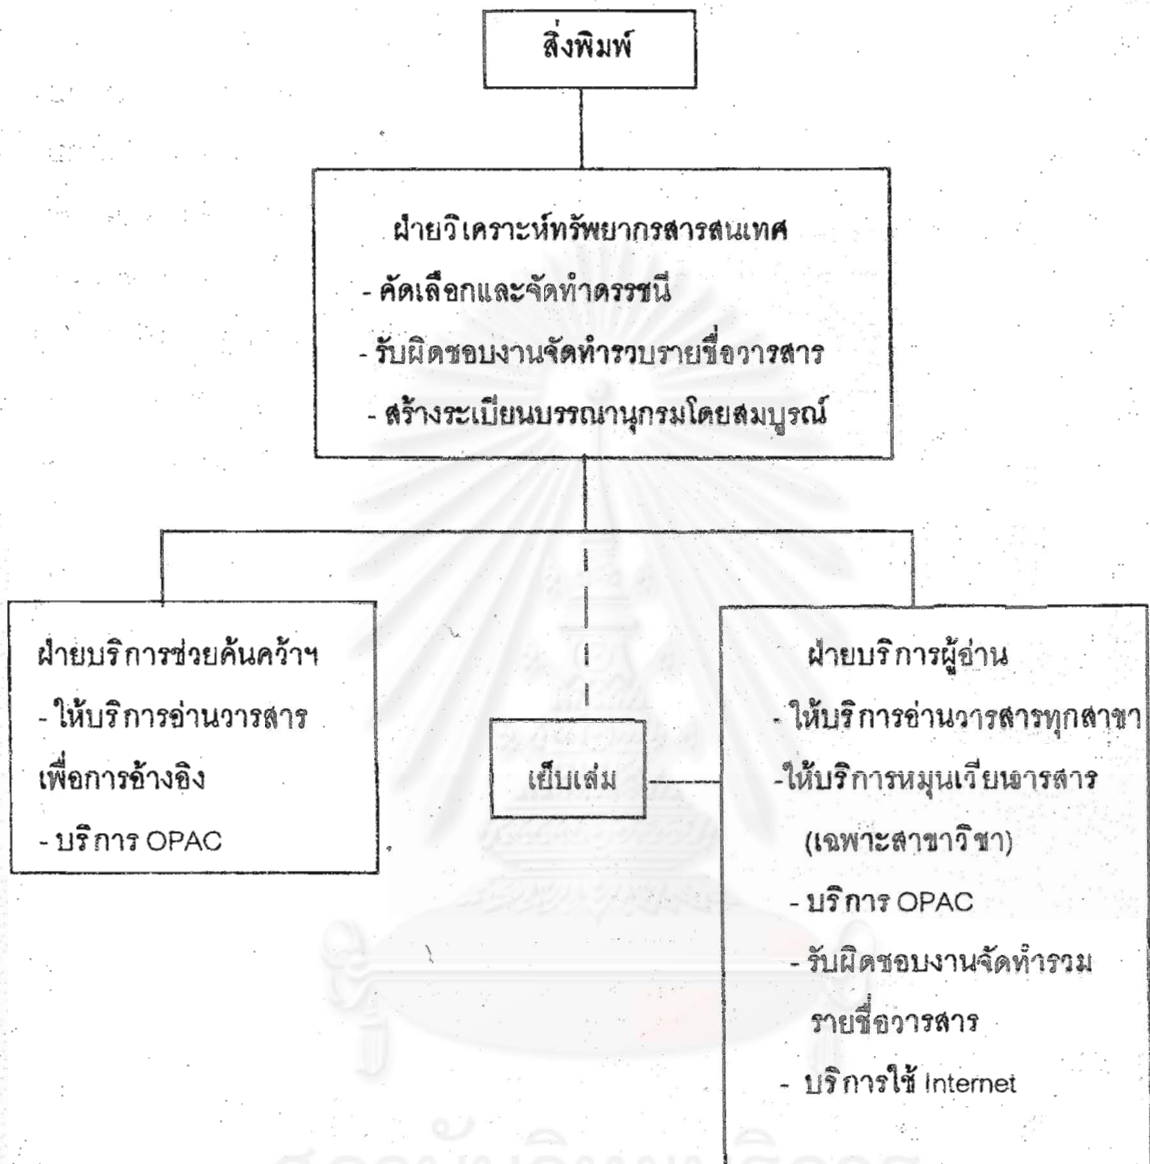 สิ่งพิมพ์
ฝ่ายวิเคราะห์ทรัพยากรสารสนเทศ
- คัดเลือกและจัดทำดรรชนี
- รับผิดชอบงานจัดทำรวบรายชื่อวารสาร
- สร้างระเบียนบรรณานุกรมโดยสมบูรณ์
ฝ่ายบริการช่วยค้นคว้าฯ
- ให้บริการอ่านวารสาร
เพื่อการอ้างอิง
- บริการ OPAC
เย็บเล่ม
ฝ่ายบริการผู้อ่าน
- ให้บริการอ่านวารสารทุกสาขา
-ให้บริการหมุนเวียนวารสาร
(เฉพาะสาขาวิชา)
- บริการ OPAC
- รับผิดชอบงานจัดทำรวม
รายชื่อวารสาร
- บริการใช้ Internet